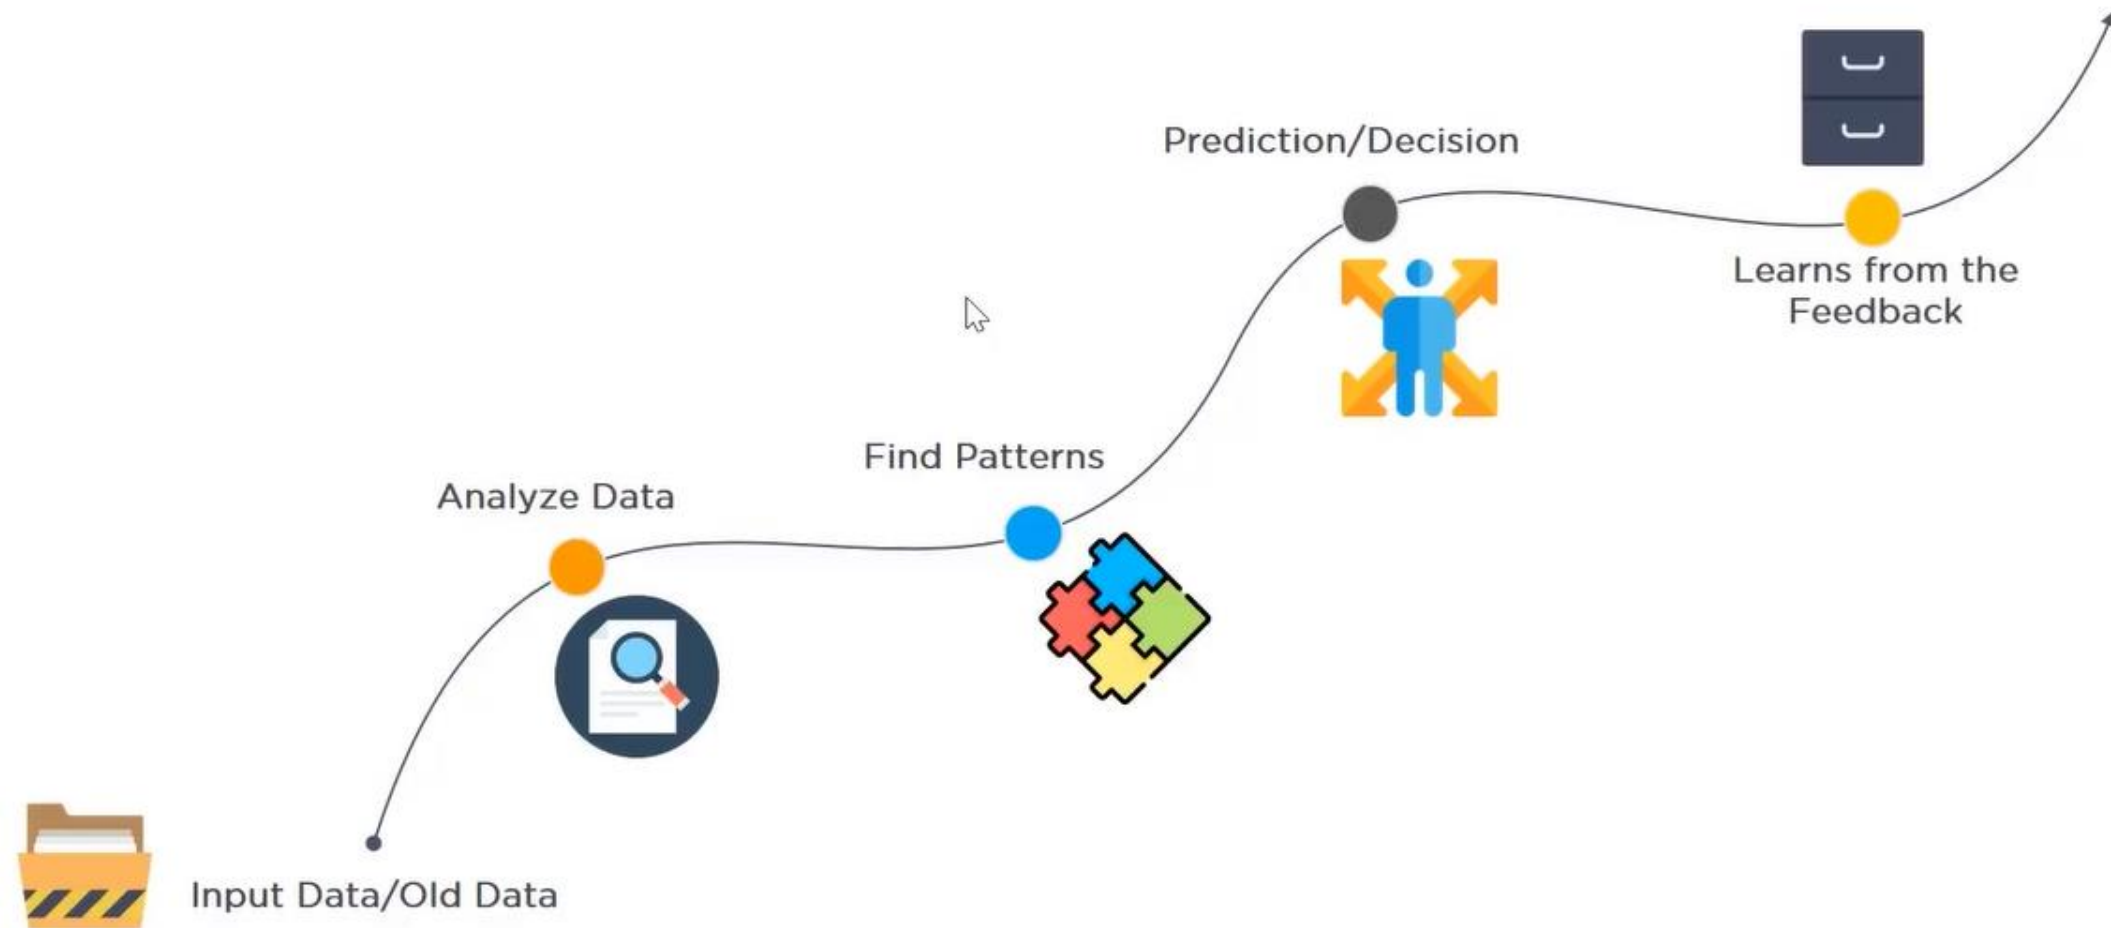 Prediction/Decision
Learns from the
Feedback
Find Patterns
Analyze Data
Input Data/Old Data